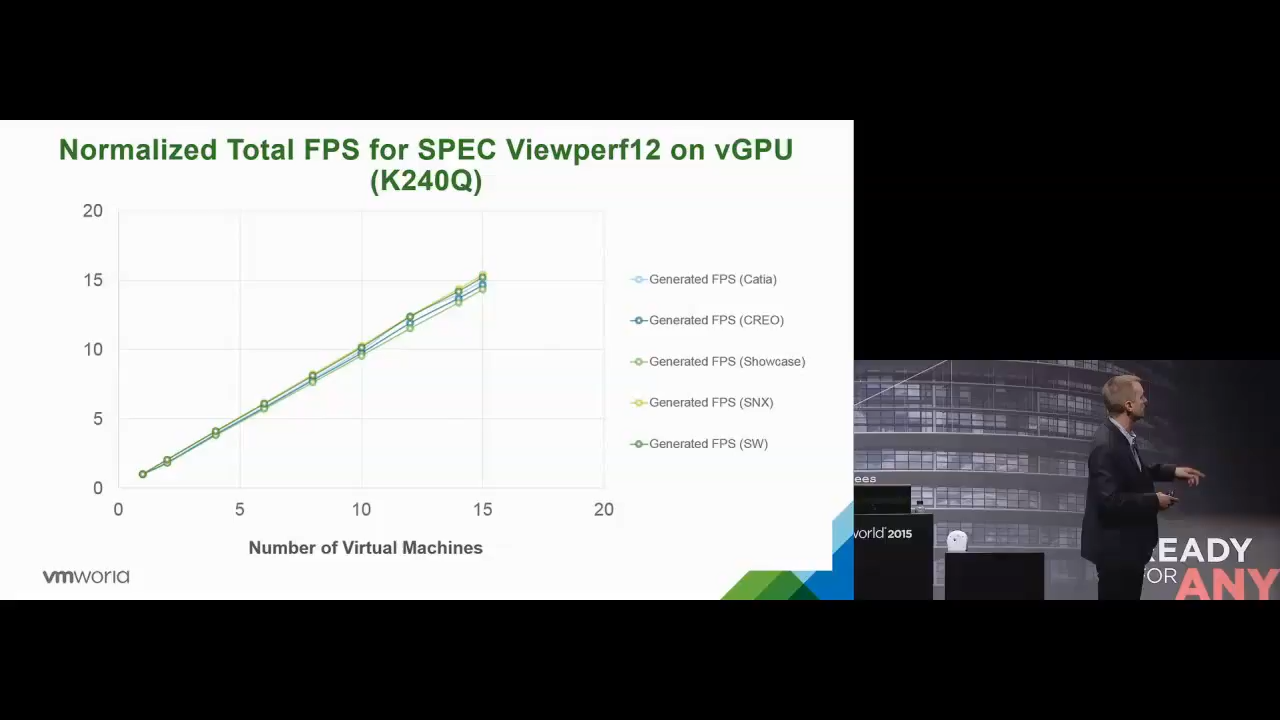 Normalized Total FPS for SPEC Viewperf12 on vGPU
(K240Q)
20
15
10
5
0
0 5 10 15 20
Number of Virtual Machines
Generated FPS (Catia)
Generated FPS (CREO)
Generated FPS (Showcase)
Generated FPS (SNX)
Generated FPS (SW)
vmworld
ees
world 2015
READY
FOR ANY